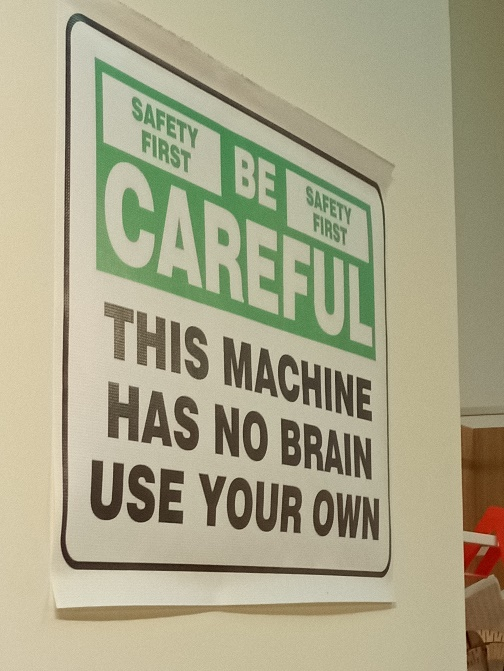 SAFETY FIRST
BE
SAFETY FIRST
CAREFUL
THIS MACHINE
HAS NO BRAIN
USE YOUR OWN